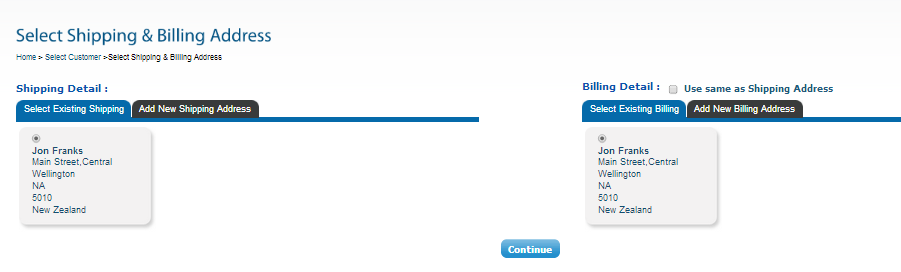 Select Shipping & Billing Address
Home > Select Customer >Select Shipping & Billing Address
Shipping Detail :
Select Existing Shipping
Add New Shipping Address
Jon Franks
Main Street,Central
Wellington
NA
5010
New Zealand
Billing Detail :
Use same as Shipping Address
Select Existing Billing
Add New Billing Address
Jon Franks
Main Street,Central
Wellington
NA
5010
New Zealand
Continue